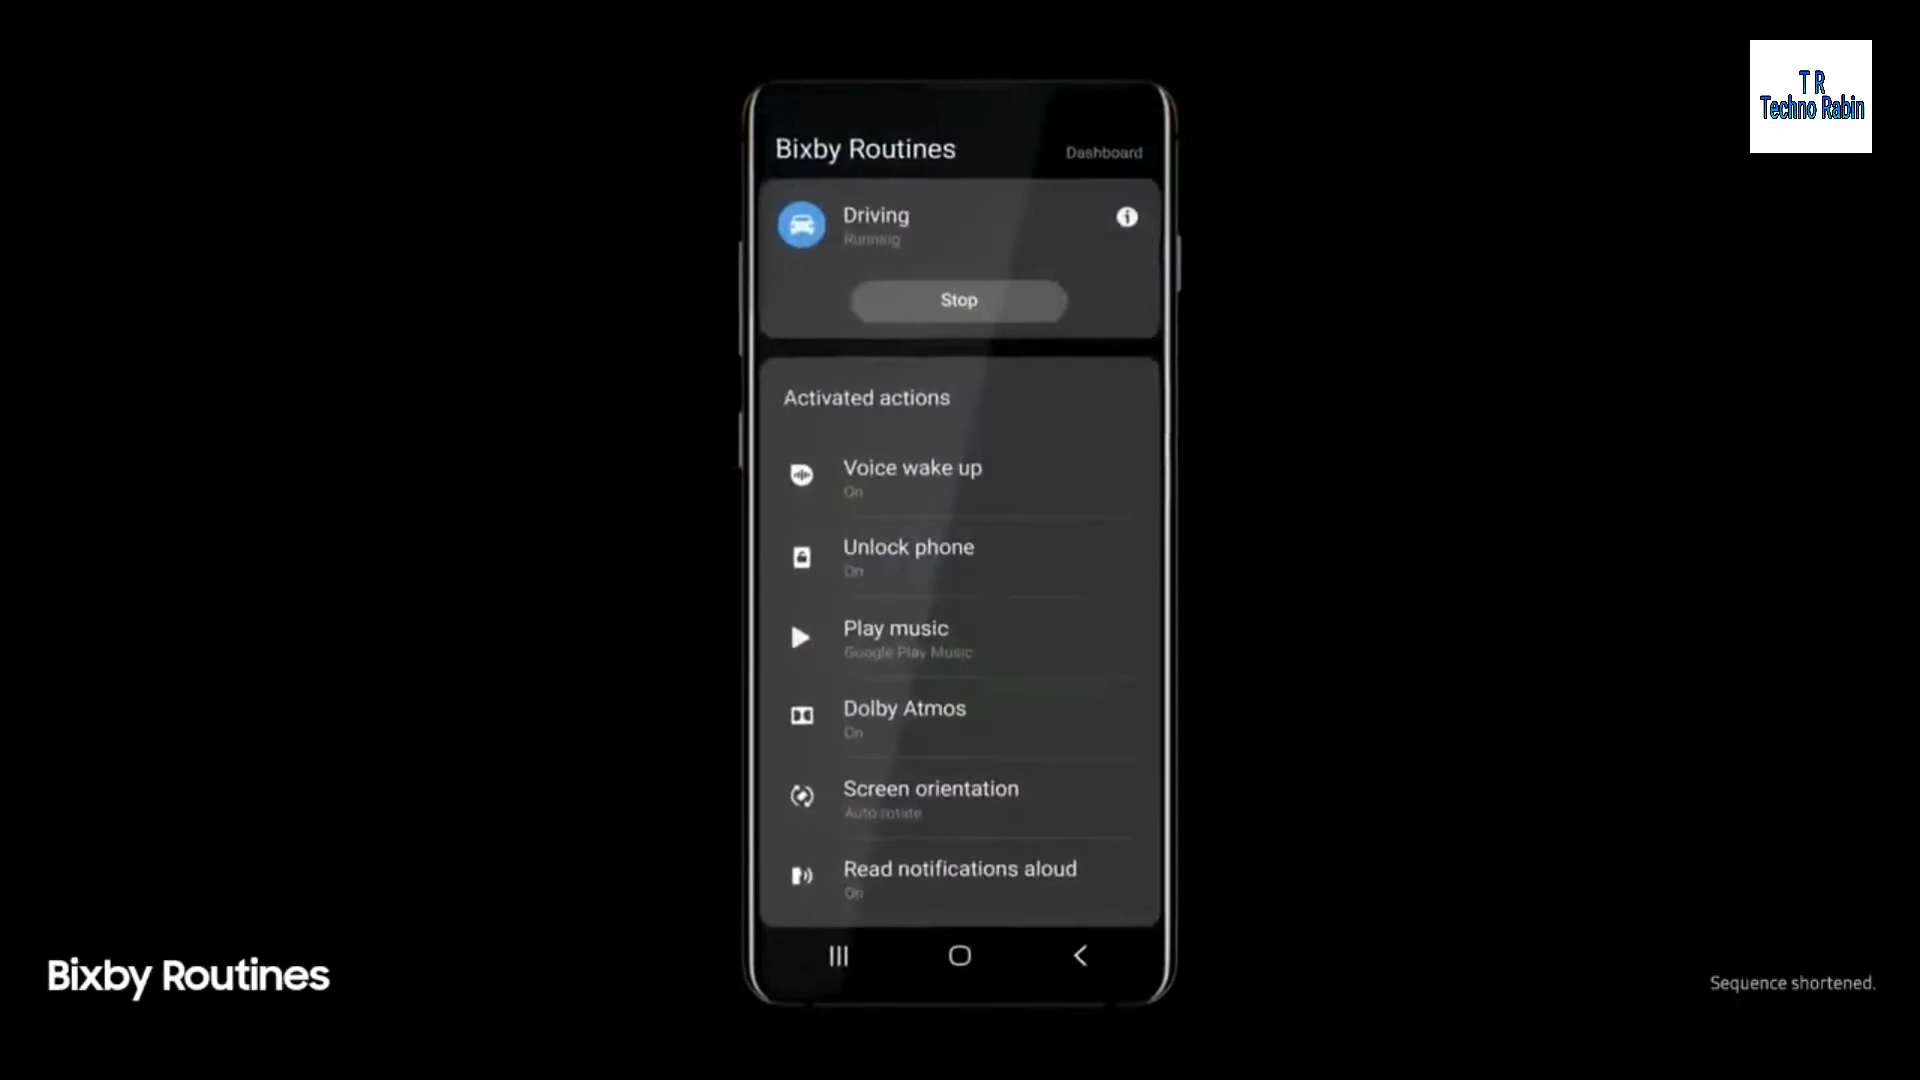 T R
Techno Rabin
Bixby Routines
Dashboard
Driving
Running
Stop
Activated actions
Voice wake up
On
Unlock phone
On
Play music
Google Play Music
Dolby Atmos
On
Screen orientation
Auto rotate
Read notifications aloud
On
Bixby Routines
Sequence shortened.